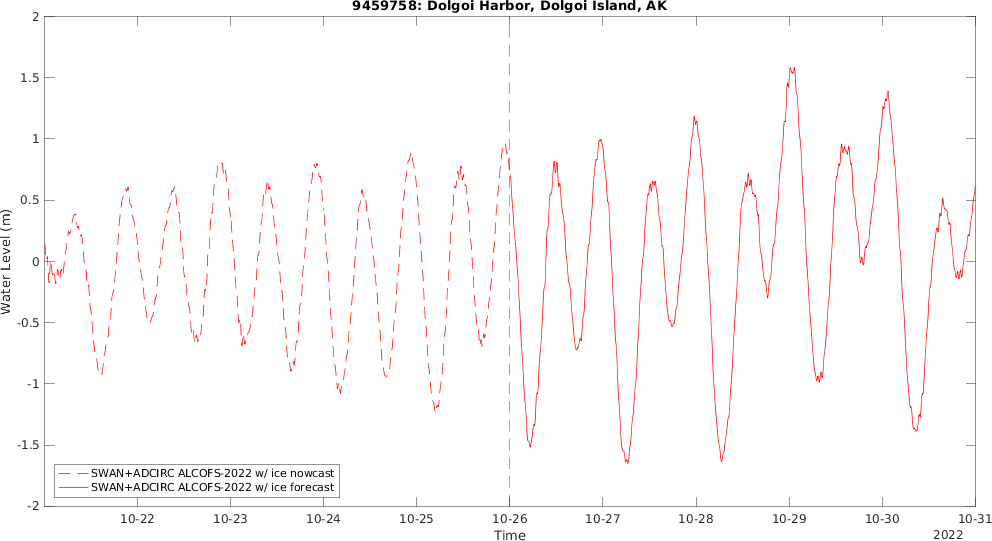 9459758: Dolgoi Harbor, Dolgoi Island, AK
2
1.5
1
0.5
0
-0.5
-1
-1.5
-2
Water Level (m)
SWAN+ADCIRC ALCOFS-2022 w/ ice nowcast
SWAN+ADCIRC ALCOFS-2022 w/ ice forecast
10-22 10-23 10-24 10-25 10-26 10-27 10-28 10-29 10-30 10-31
Time
2022